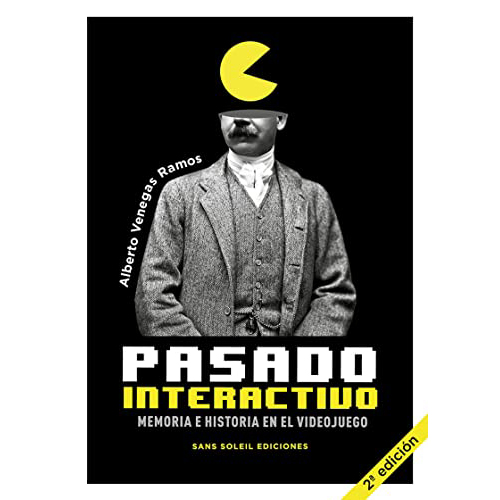 Alberto Venegas Ramos
PASADO
INTERACTIVO
MEMORIA E HISTORIA EN EL VIDEOJUEGO
SANS SOLEIL EDICIONES
2ª edición